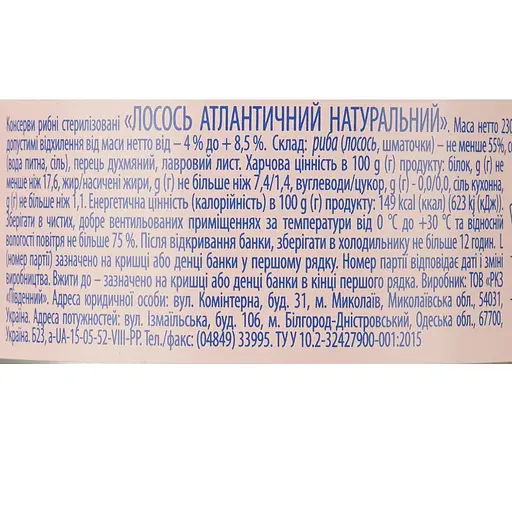 Консерви рибні стерилізовані «ЛОСОСЬ АТЛАНТИЧНИЙ НАТУРАЛЬНИЙ». Маса нетто 230
допустимі відхилення від маси нетто від – 4 % до + 8,5 %. Склад: риба (лосось, шматочки) – не менше 55%,
(вода питна, сіль), перець духмяний, лавровий лист. Харчова цінність в 100 g (г) продукту: білок, g (г) не
менше ніж 17,6, жир/насичені жири, g (г) не більше ніж 7,4/1,4, вуглеводи/цукор, g (г) - 0,0/0,0, сіль кухонна,
g (г) не більше ніж 1,1. Енергетична цінність (калорійність) в 100 g (г) продукту: 149 kcal (ккал) (623 kj (кДж)).
Зберігати в чистих, добре вентильованих приміщеннях за температури від 0 °С до +30 °С та відносній
вологості повітря не більше 75 %. Після відкривання банки, зберігати в холодильнику не більше 12 годин. L
(номер партії) зазначено на кришці або денці банки у першому рядку. Номер партії відповідає даті і зміні
виробництва. Вжити до – зазначено на кришці або денці банки в кінці першого рядка. Виробник: ТОВ «РКЗ
«Південний». Адреса юридичної особи: вул. Комінтерна, буд. 31, м. Миколаїв, Миколаївська обл., 54031,
Україна. Адреса потужностей: вул. Ізмаїльська, буд. 106, м. Білгород-Дністровський, Одеська обл., 67700,
Україна. Б23, а-UA-15-05-52-VIII-PP. Тел./факс: (04849) 33995. ТУ У 10.2-32427900-001:2015